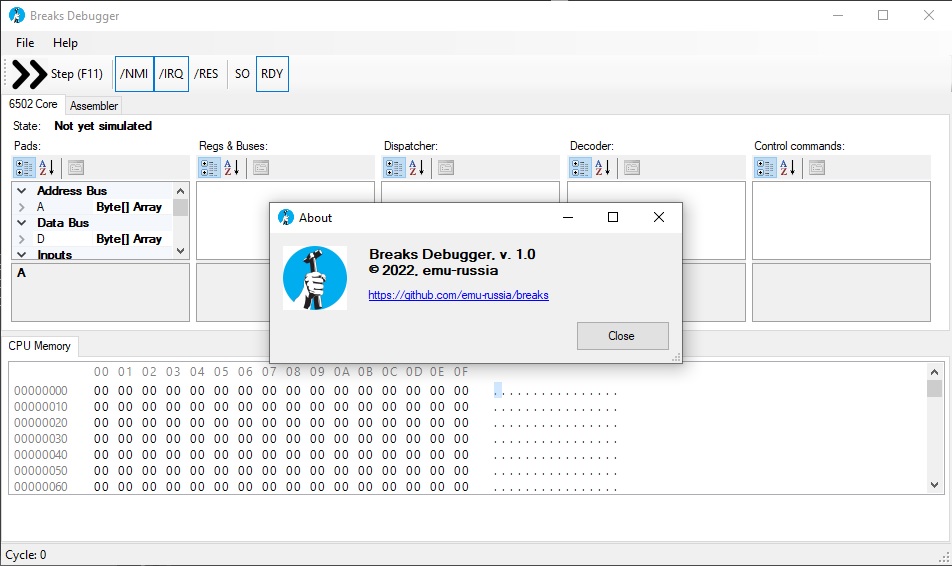 Breaks Debugger
File Help
Step (F11) /NMI /IRQ /RES SO RDY
6502 Core Assembler
State: Not yet simulated
Pads: Regs & Buses: Dispatcher: Decoder: Control commands:
Address Bus
A Byte[] Array
Data Bus
D Byte[] Array
Inputs
A
About
Breaks Debugger, v. 1.0
© 2022, emu-russia
https://github.com/emu-russia/breaks
Close
CPU Memory
00 01 02 03 04 05 06 07 08 09 0A 0B 0C 0D 0E 0F
00000000 00 00 00 00 00 00 00 00 00 00 00 00 00 00 00 00 ................
00000010 00 00 00 00 00 00 00 00 00 00 00 00 00 00 00 00 ................
00000020 00 00 00 00 00 00 00 00 00 00 00 00 00 00 00 00 ................
00000030 00 00 00 00 00 00 00 00 00 00 00 00 00 00 00 00 ................
00000040 00 00 00 00 00 00 00 00 00 00 00 00 00 00 00 00 ................
00000050 00 00 00 00 00 00 00 00 00 00 00 00 00 00 00 00 ................
00000060 00 00 00 00 00 00 00 00 00 00 00 00 00 00 00 00 ................
Cycle: 0